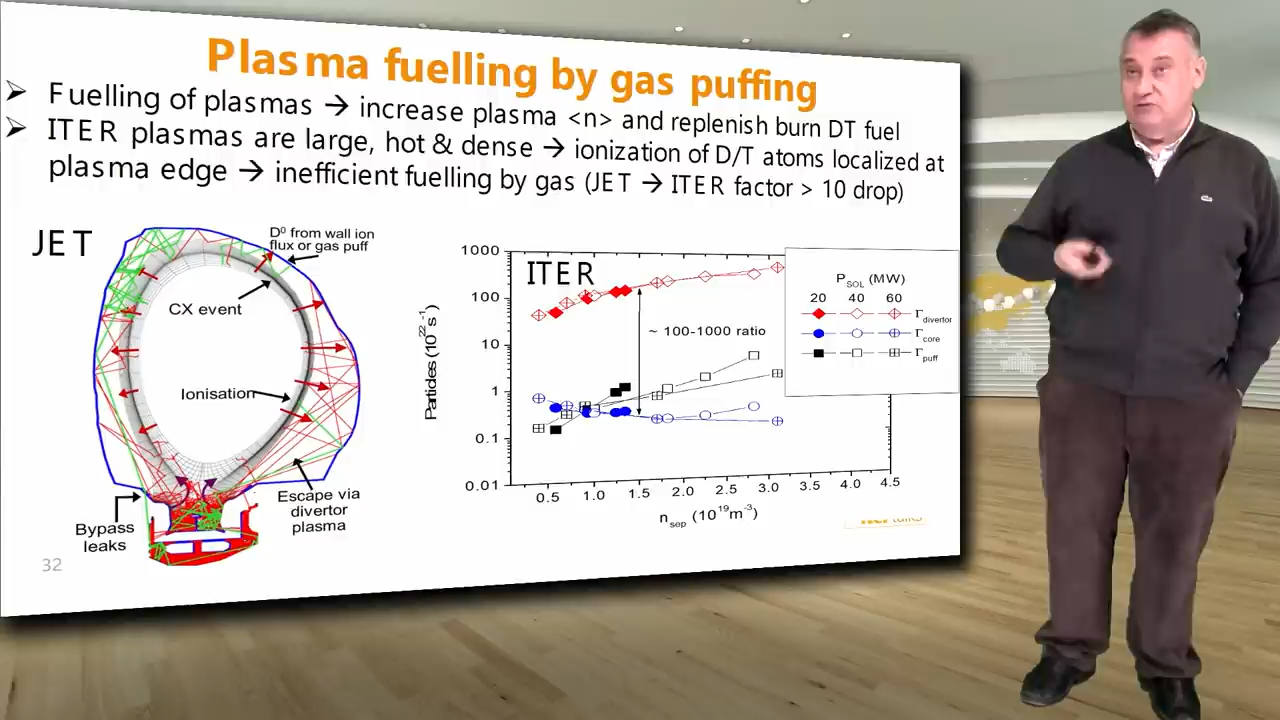 Plasma fuelling by gas puffing
➢ Fuelling of plasmas → increase plasma <n> and replenish burn DT fuel
➢ ITER plasmas are large, hot & dense → ionization of D/T atoms localized at
plasma edge → inefficient fuelling by gas (JET → ITER factor > 10 drop)
JET
D⁰ from wall ion
flux or gas puff
CX event
Ionisation
Escape via
divertor
plasma
Bypass
leaks
32
ITER
1000
100
10
1
0.1
0.01
Particles (10²² s⁻¹)
~ 100-1000 ratio
0.5 1.0 1.5 2.0 2.5 3.0 3.5 4.0 4.5
n_sep (10¹⁹m⁻³)
P_SOL (MW)
20 40 60
Γ_divertor
Γ_core
Γ_puff